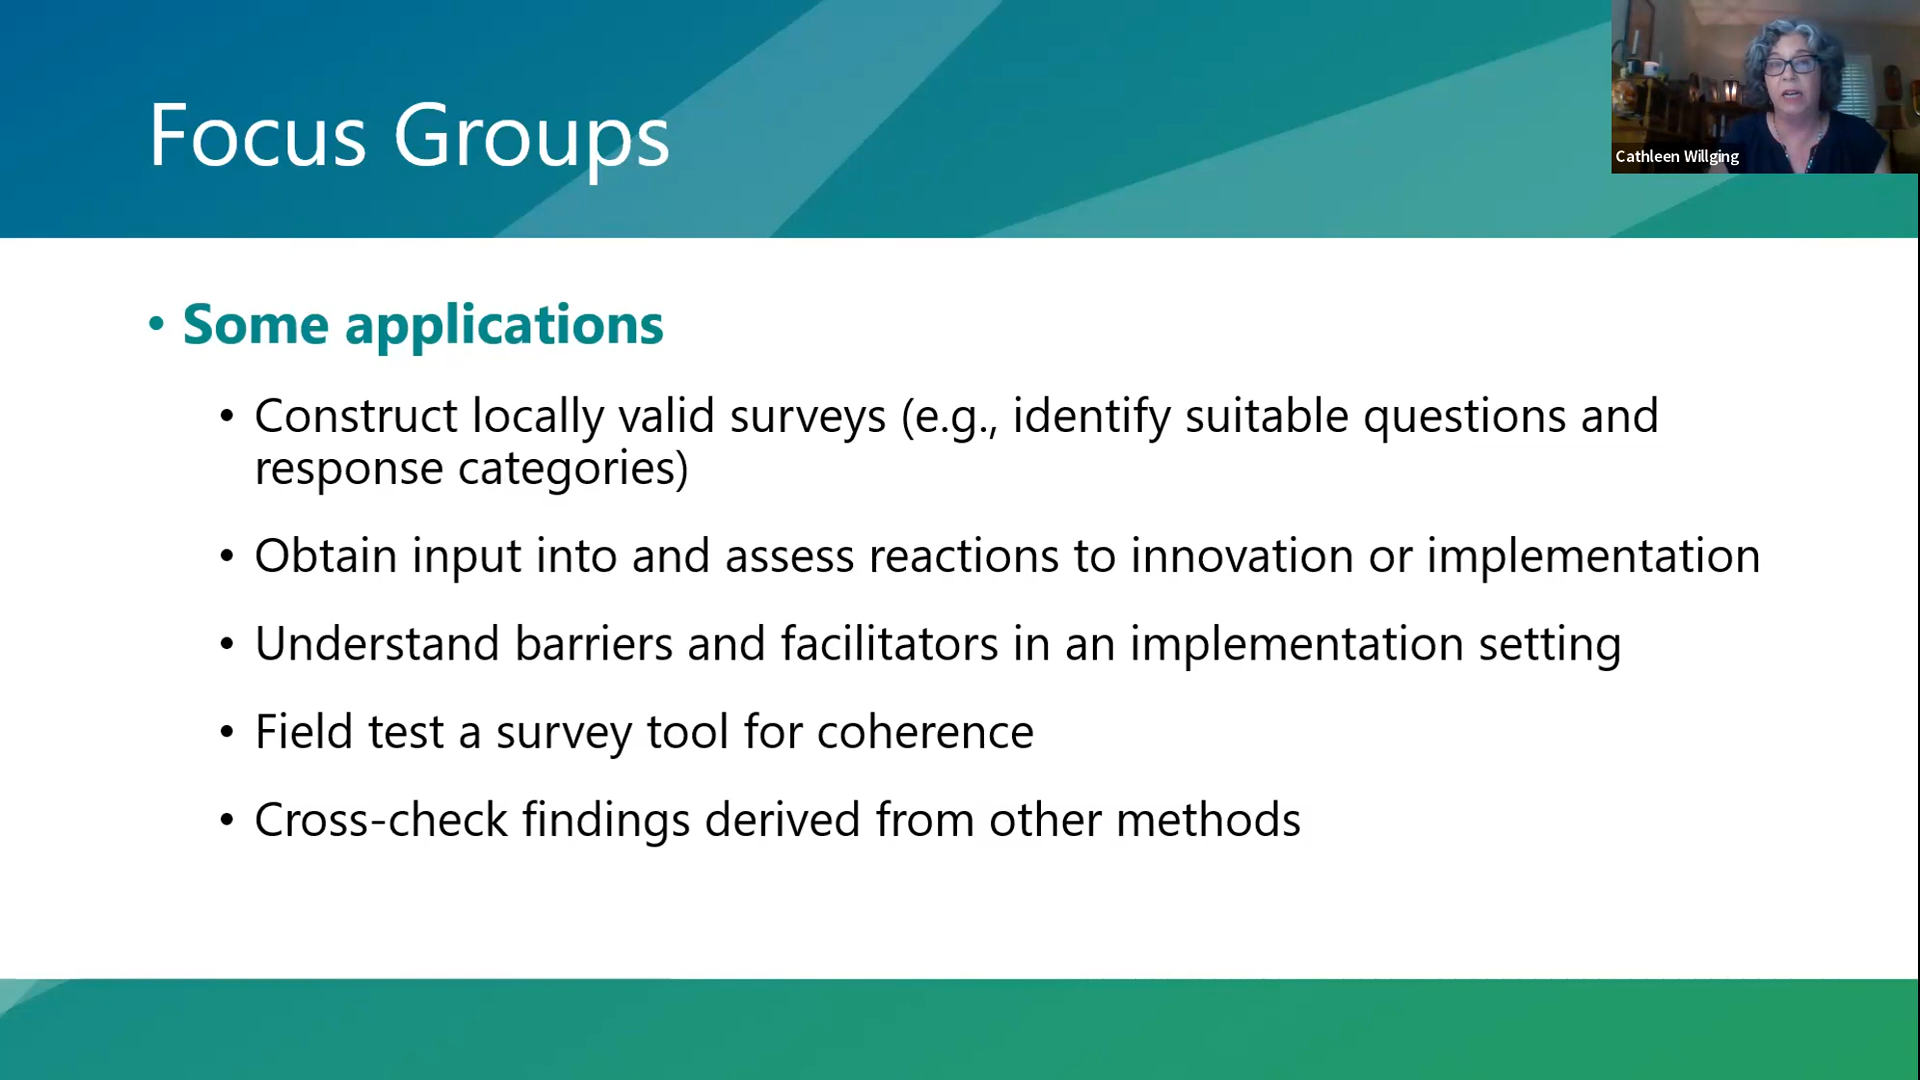 Focus Groups
Cathleen Willging
• Some applications
• Construct locally valid surveys (e.g., identify suitable questions and
response categories)
• Obtain input into and assess reactions to innovation or implementation
• Understand barriers and facilitators in an implementation setting
• Field test a survey tool for coherence
• Cross-check findings derived from other methods